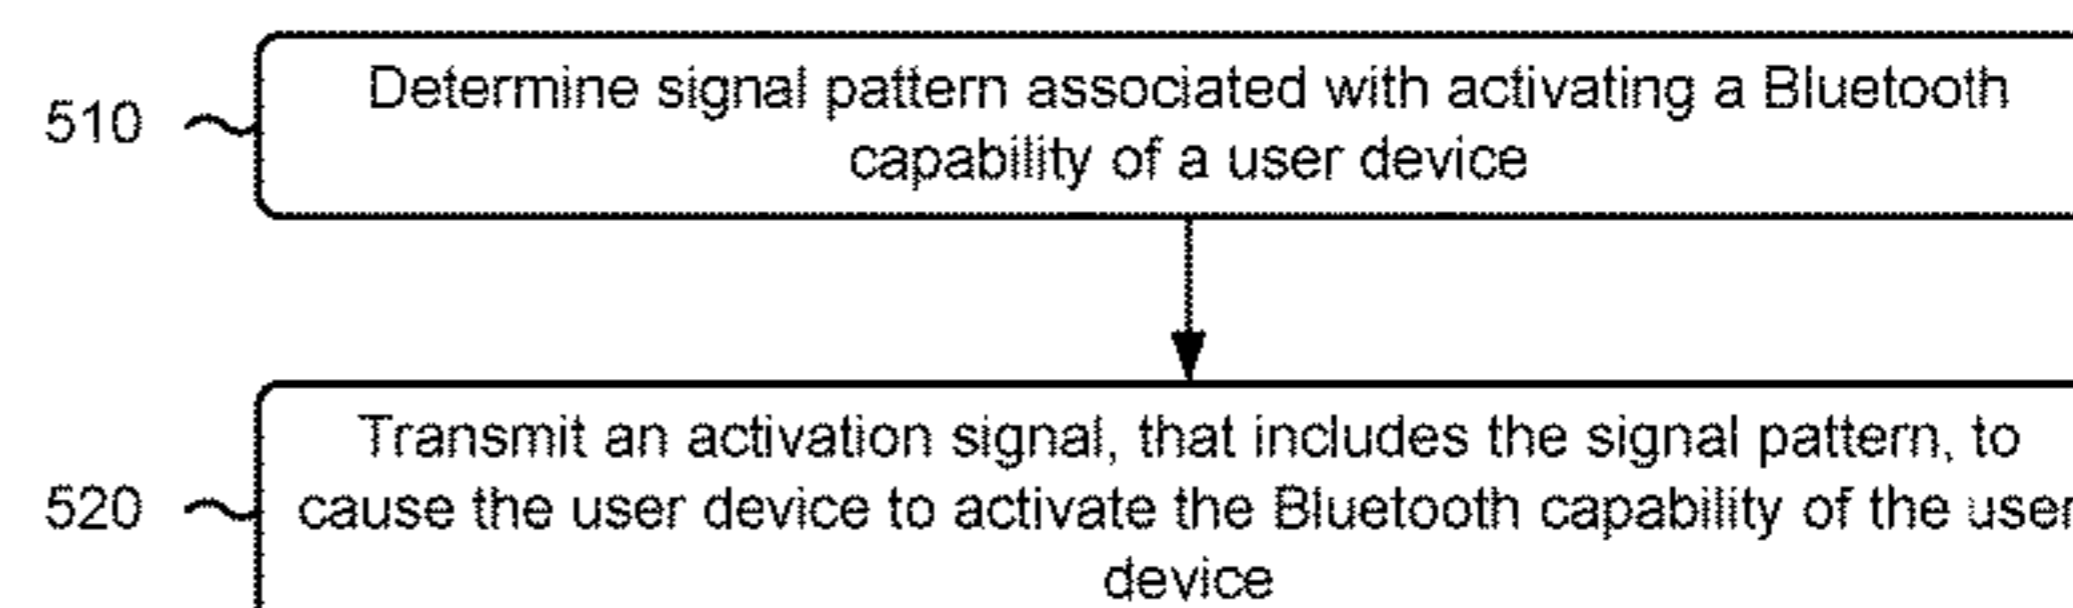 510
Determine signal pattern associated with activating a Bluetooth
capability of a user device
520
Transmit an activation signal, that includes the signal pattern, to
cause the user device to activate the Bluetooth capability of the user
device